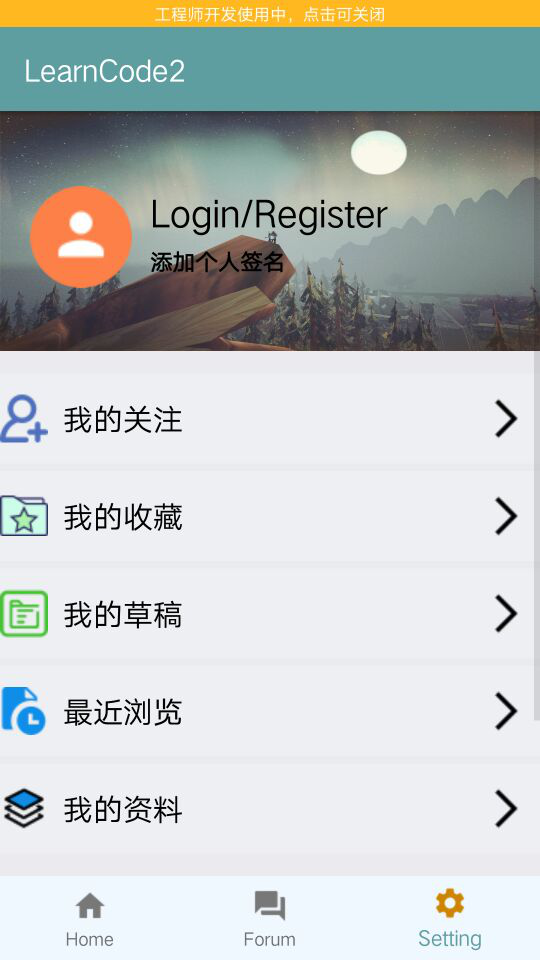 工程师开发使用中，点击可关闭
LearnCode2
Login/Register
添加个人签名
我的关注
我的收藏
我的草稿
最近浏览
我的资料
Home
Forum
Setting